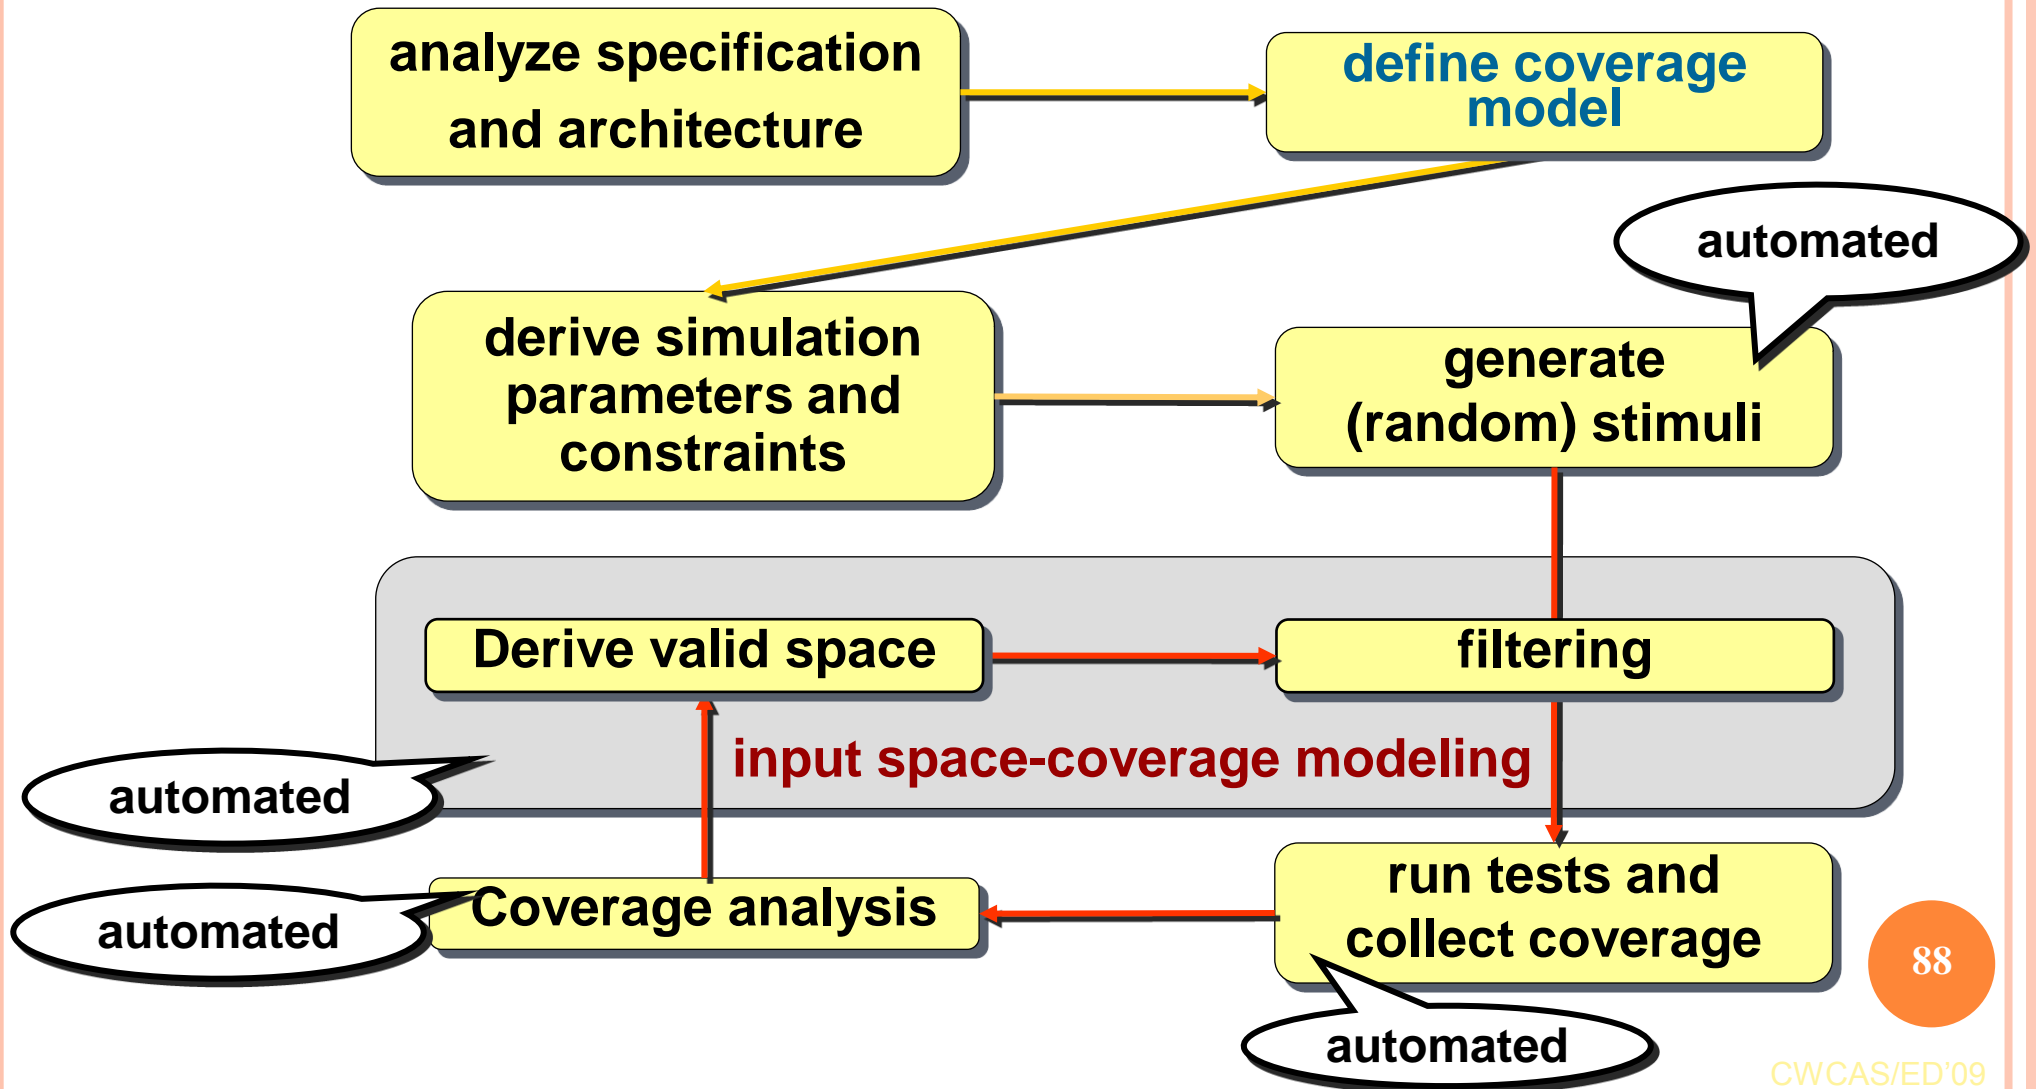 analyze specification
and architecture
define coverage
model
automated
derive simulation
parameters and
constraints
generate
(random) stimuli
Derive valid space
filtering
input space-coverage modeling
automated
Coverage analysis
automated
run tests and
collect coverage
automated
88
CWCAS/ED'09